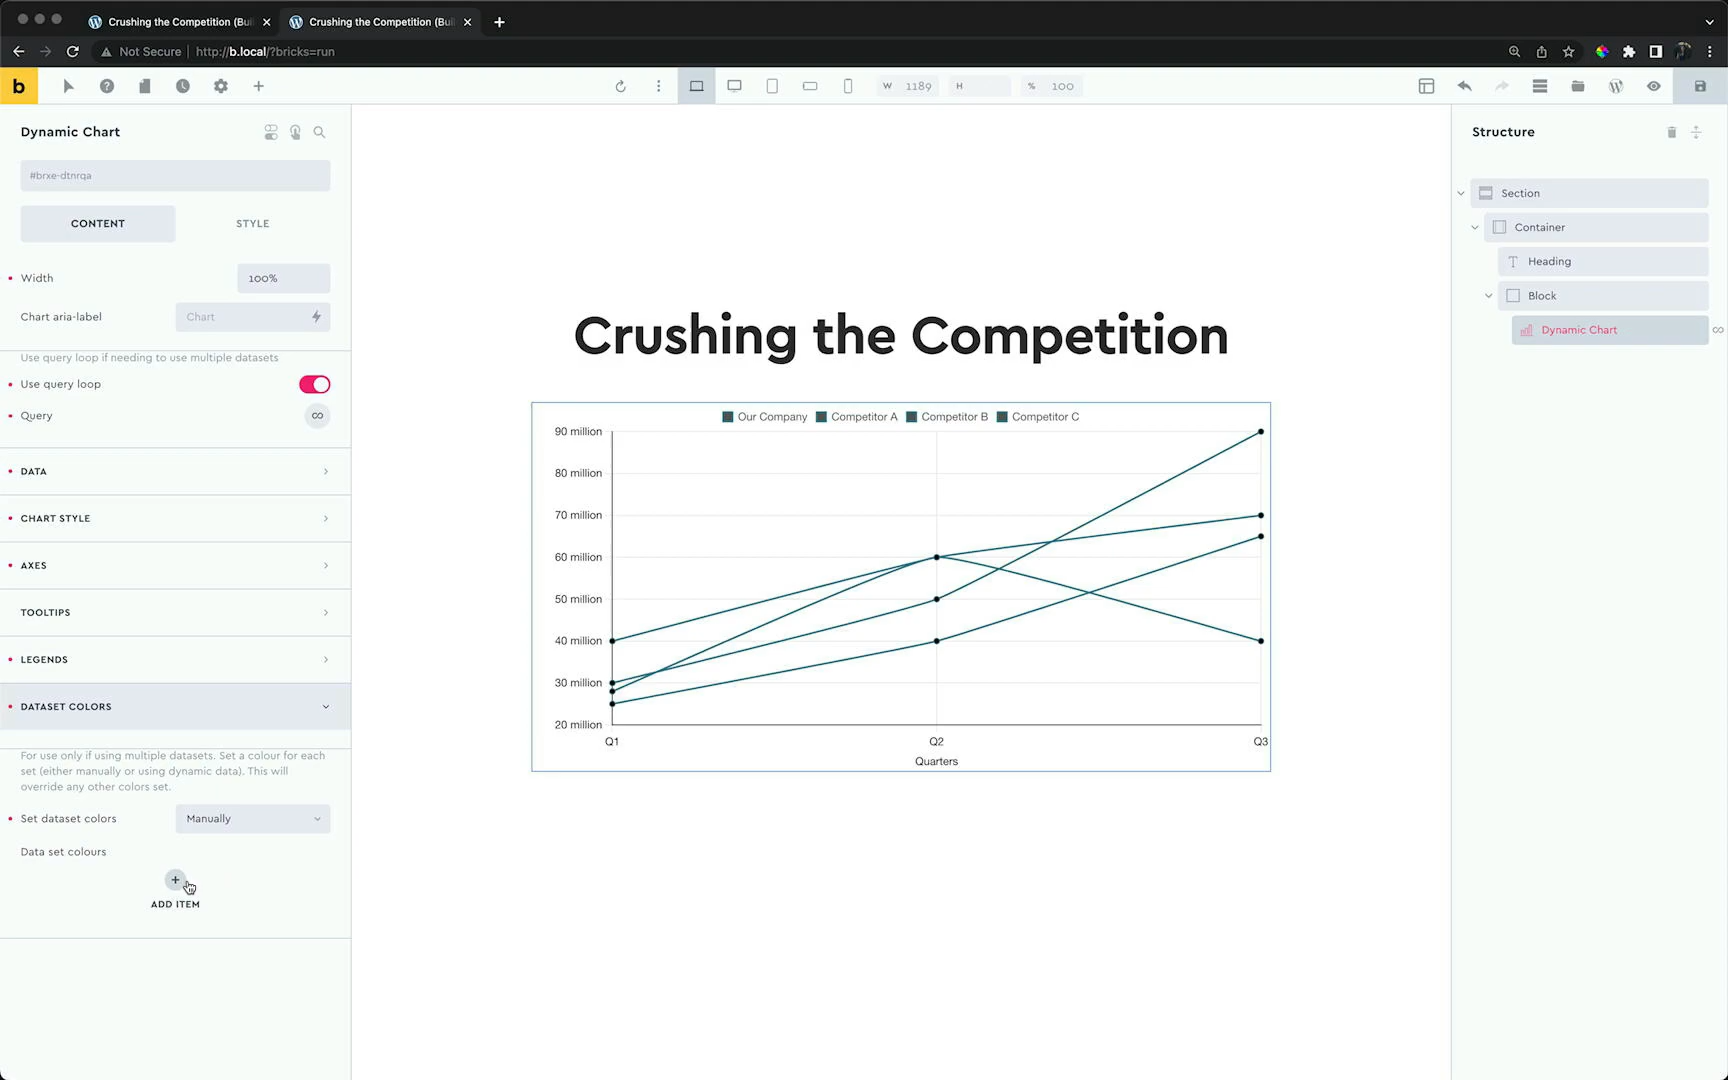 Crushing the Competition (Bui
Crushing the Competition (Bui
Not Secure
http://b.local/?bricks=run
b
W 1189
H
% 100
Dynamic Chart
#brxe-dtnrqa
CONTENT
STYLE
Width
100%
Chart aria-label
Chart
Use query loop if needing to use multiple datasets
Use query loop
Query
DATA
CHART STYLE
AXES
TOOLTIPS
LEGENDS
DATASET COLORS
For use only if using multiple datasets. Set a colour for each
set (either manually or using dynamic data). This will
override any other colors set.
Set dataset colors
Manually
Data set colours
ADD ITEM
Crushing the Competition
Our Company
Competitor A
Competitor B
Competitor C
90 million
80 million
70 million
60 million
50 million
40 million
30 million
20 million
Q1
Q2
Q3
Quarters
Structure
Section
Container
Heading
Block
Dynamic Chart